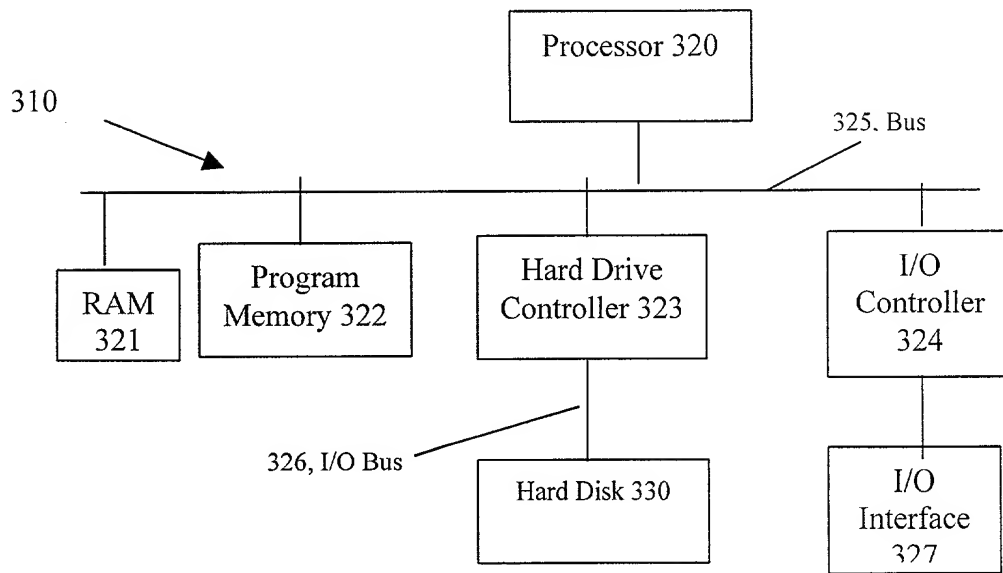 Processor 320
310
325, Bus
RAM
321
Program
Memory 322
Hard Drive
Controller 323
I/O
Controller
324
326, I/O Bus
Hard Disk 330
I/O
Interface
327